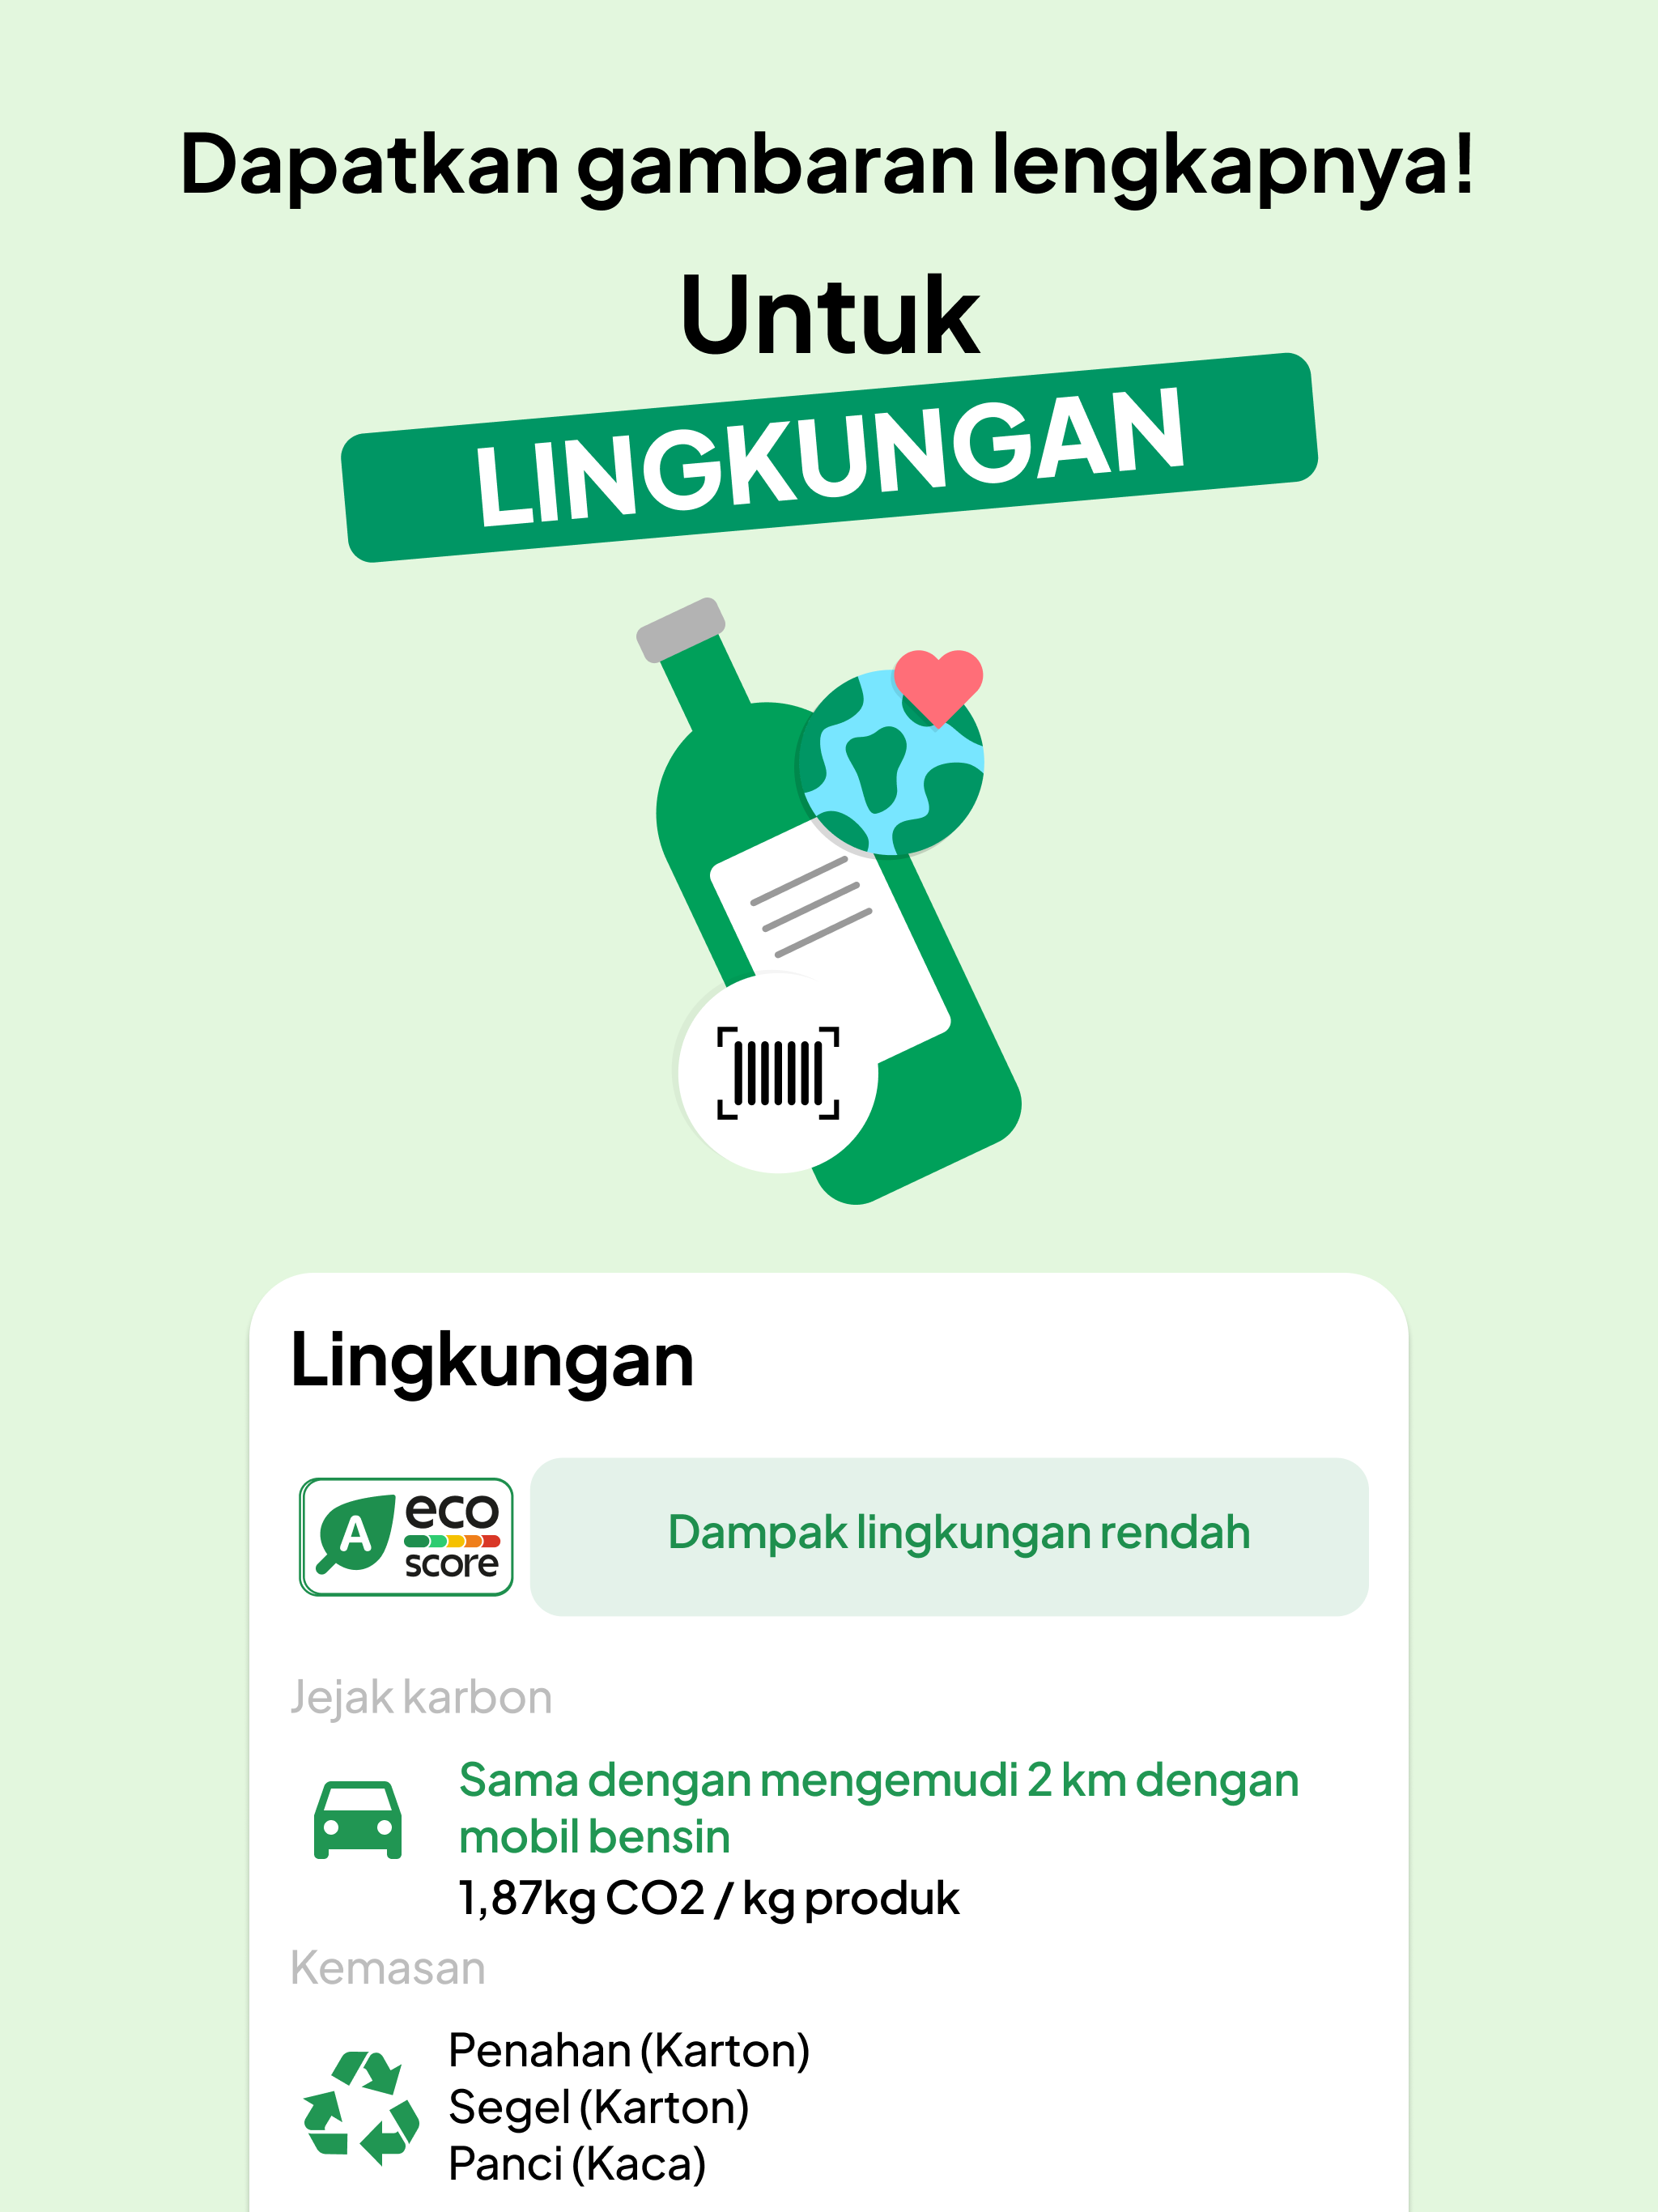 Dapatkan gambaran lengkapnya!
Untuk
LINGKUNGAN
Lingkungan
A
eco
score
Dampak lingkungan rendah
Jejak karbon
Sama dengan mengemudi 2 km dengan
mobil bensin
1,87kg CO2 / kg produk
Kemasan
Penahan (Karton)
Segel (Karton)
Panci (Kaca)